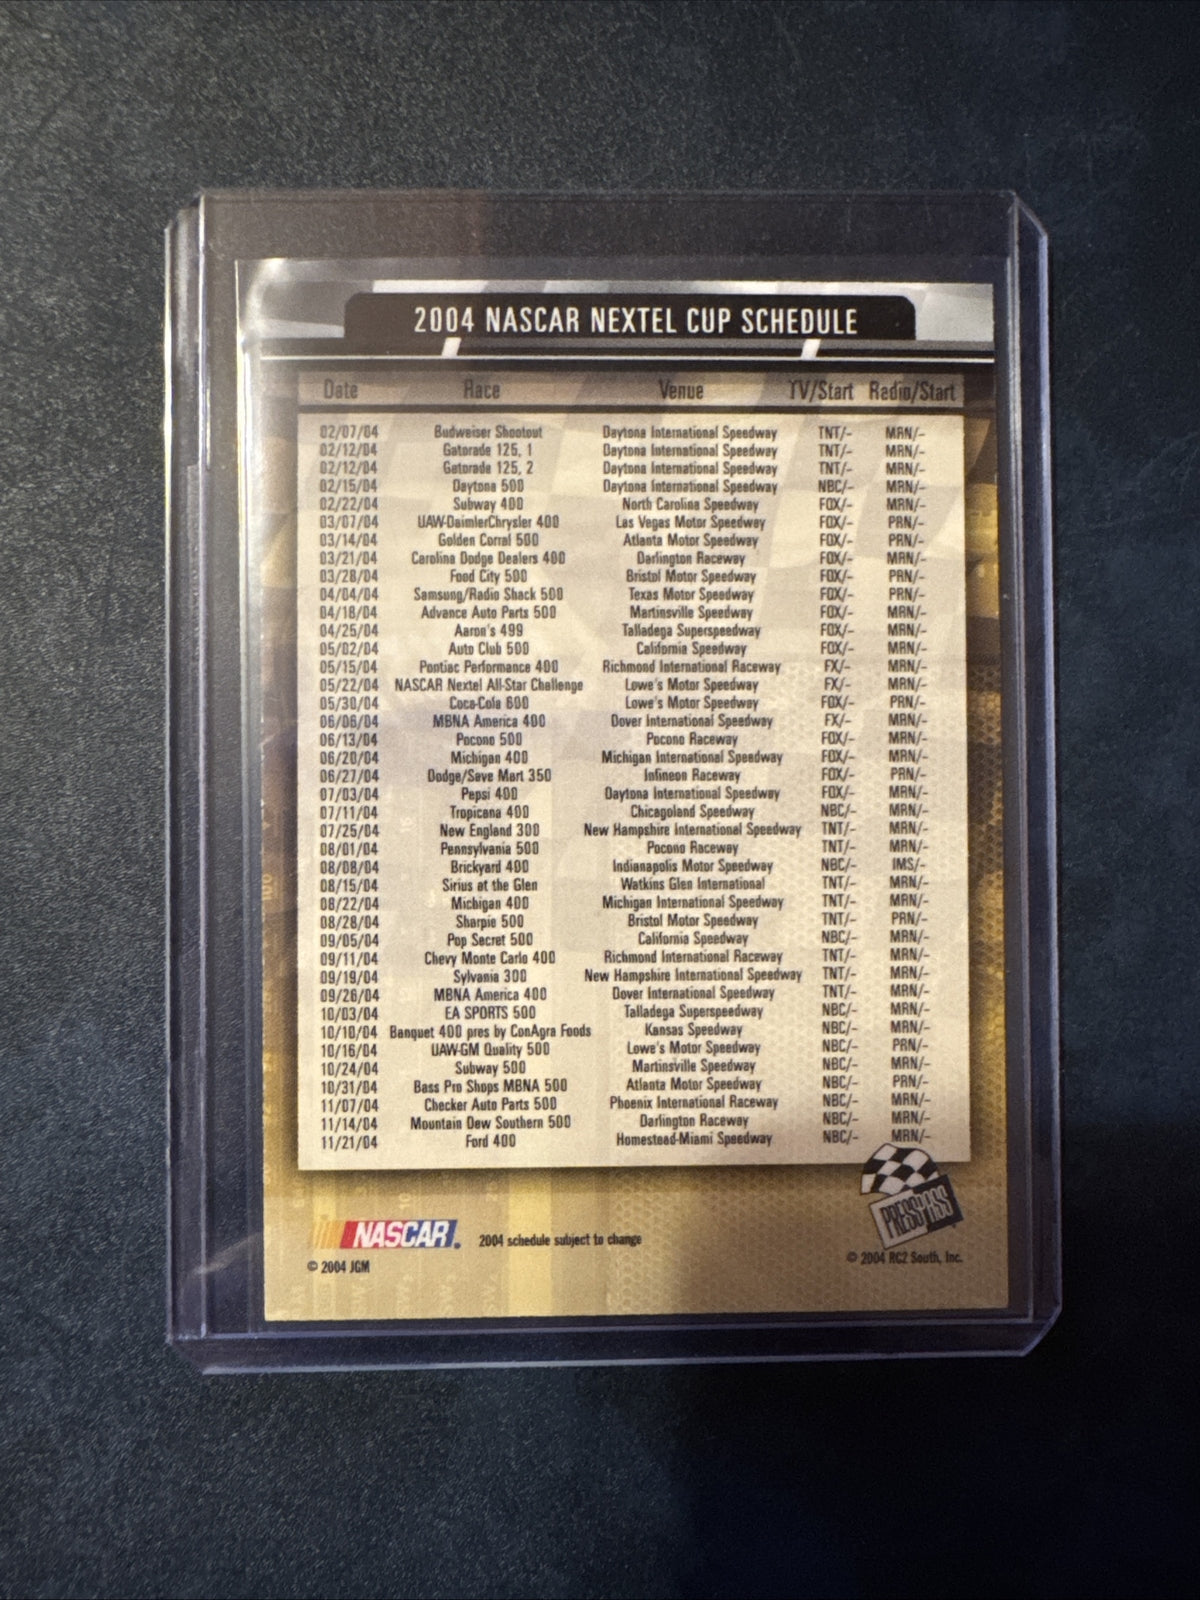 2004 NASCAR NEXTEL CUP SCHEDULE
Date Race Venue TV/Start Radio/Start
02/07/04 Budweiser Shootout Daytona International Speedway TNT/- MRN/-
02/12/04 Gatorade 125, 1 Daytona International Speedway TNT/- MRN/-
02/12/04 Gatorade 125, 2 Daytona International Speedway TNT/- MRN/-
02/15/04 Daytona 500 Daytona International Speedway NBC/- MRN/-
02/22/04 Subway 400 North Carolina Speedway FOX/- MRN/-
03/07/04 UAW-DaimlerChrysler 400 Las Vegas Motor Speedway FOX/- PRN/-
03/14/04 Golden Corral 500 Atlanta Motor Speedway FOX/- PRN/-
03/21/04 Carolina Dodge Dealers 400 Darlington Raceway FOX/- MRN/-
03/28/04 Food City 500 Bristol Motor Speedway FOX/- PRN/-
04/04/04 Samsung/Radio Shack 500 Texas Motor Speedway FOX/- PRN/-
04/18/04 Advance Auto Parts 500 Martinsville Speedway FOX/- MRN/-
04/25/04 Aaron's 499 Talladega Superspeedway FOX/- MRN/-
05/02/04 Auto Club 500 California Speedway FOX/- MRN/-
05/15/04 Pontiac Performance 400 Richmond International Raceway FX/- MRN/-
05/22/04 NASCAR Nextel All-Star Challenge Lowe's Motor Speedway FX/- MRN/-
05/30/04 Coca-Cola 600 Lowe's Motor Speedway FOX/- PRN/-
06/06/04 MBNA America 400 Dover International Speedway FX/- MRN/-
06/13/04 Pocono 500 Pocono Raceway FOX/- MRN/-
06/20/04 Michigan 400 Michigan International Speedway FOX/- MRN/-
06/27/04 Dodge/Save Mart 350 Infineon Raceway FOX/- PRN/-
07/03/04 Pepsi 400 Daytona International Speedway FOX/- MRN/-
07/11/04 Tropicana 400 Chicagoland Speedway NBC/- MRN/-
07/25/04 New England 300 New Hampshire International Speedway TNT/- MRN/-
08/01/04 Pennsylvania 500 Pocono Raceway TNT/- MRN/-
08/08/04 Brickyard 400 Indianapolis Motor Speedway NBC/- IMS/-
08/15/04 Sirius at the Glen Watkins Glen International TNT/- MRN/-
08/22/04 Michigan 400 Michigan International Speedway TNT/- MRN/-
08/28/04 Sharpie 500 Bristol Motor Speedway TNT/- PRN/-
09/05/04 Pop Secret 500 California Speedway NBC/- MRN/-
09/11/04 Chevy Monte Carlo 400 Richmond International Raceway TNT/- MRN/-
09/19/04 Sylvania 300 New Hampshire International Speedway TNT/- MRN/-
09/26/04 MBNA America 400 Dover International Speedway TNT/- MRN/-
10/03/04 EA SPORTS 500 Talladega Superspeedway NBC/- MRN/-
10/10/04 Banquet 400 pres by ConAgra Foods Kansas Speedway NBC/- MRN/-
10/16/04 UAW-GM Quality 500 Lowe's Motor Speedway NBC/- PRN/-
10/24/04 Subway 500 Martinsville Speedway NBC/- MRN/-
10/31/04 Bass Pro Shops MBNA 500 Atlanta Motor Speedway NBC/- PRN/-
11/07/04 Checker Auto Parts 500 Phoenix International Raceway NBC/- MRN/-
11/14/04 Mountain Dew Southern 500 Darlington Raceway NBC/- MRN/-
11/21/04 Ford 400 Homestead-Miami Speedway NBC/- MRN/-
PRESS PASS
NASCAR. 2004 schedule subject to change
© 2004 JGM © 2004 RC2 South, Inc.